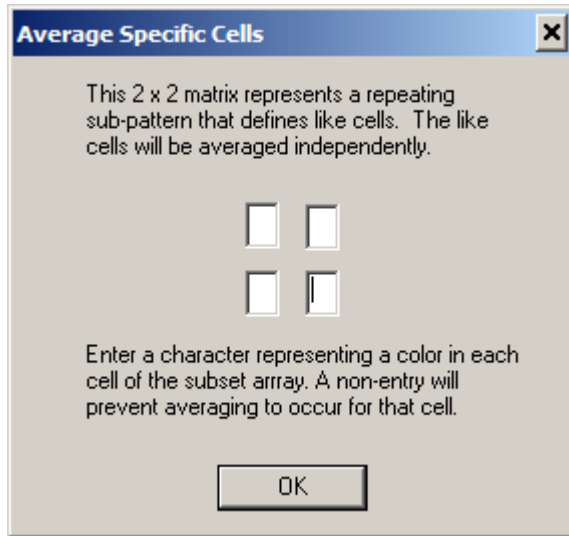 Average Specific Cells
This 2 x 2 matrix represents a repeating
sub-pattern that defines like cells. The like
cells will be averaged independently.
Enter a character representing a color in each
cell of the subset arrray. A non-entry will
prevent averaging to occur for that cell.
OK